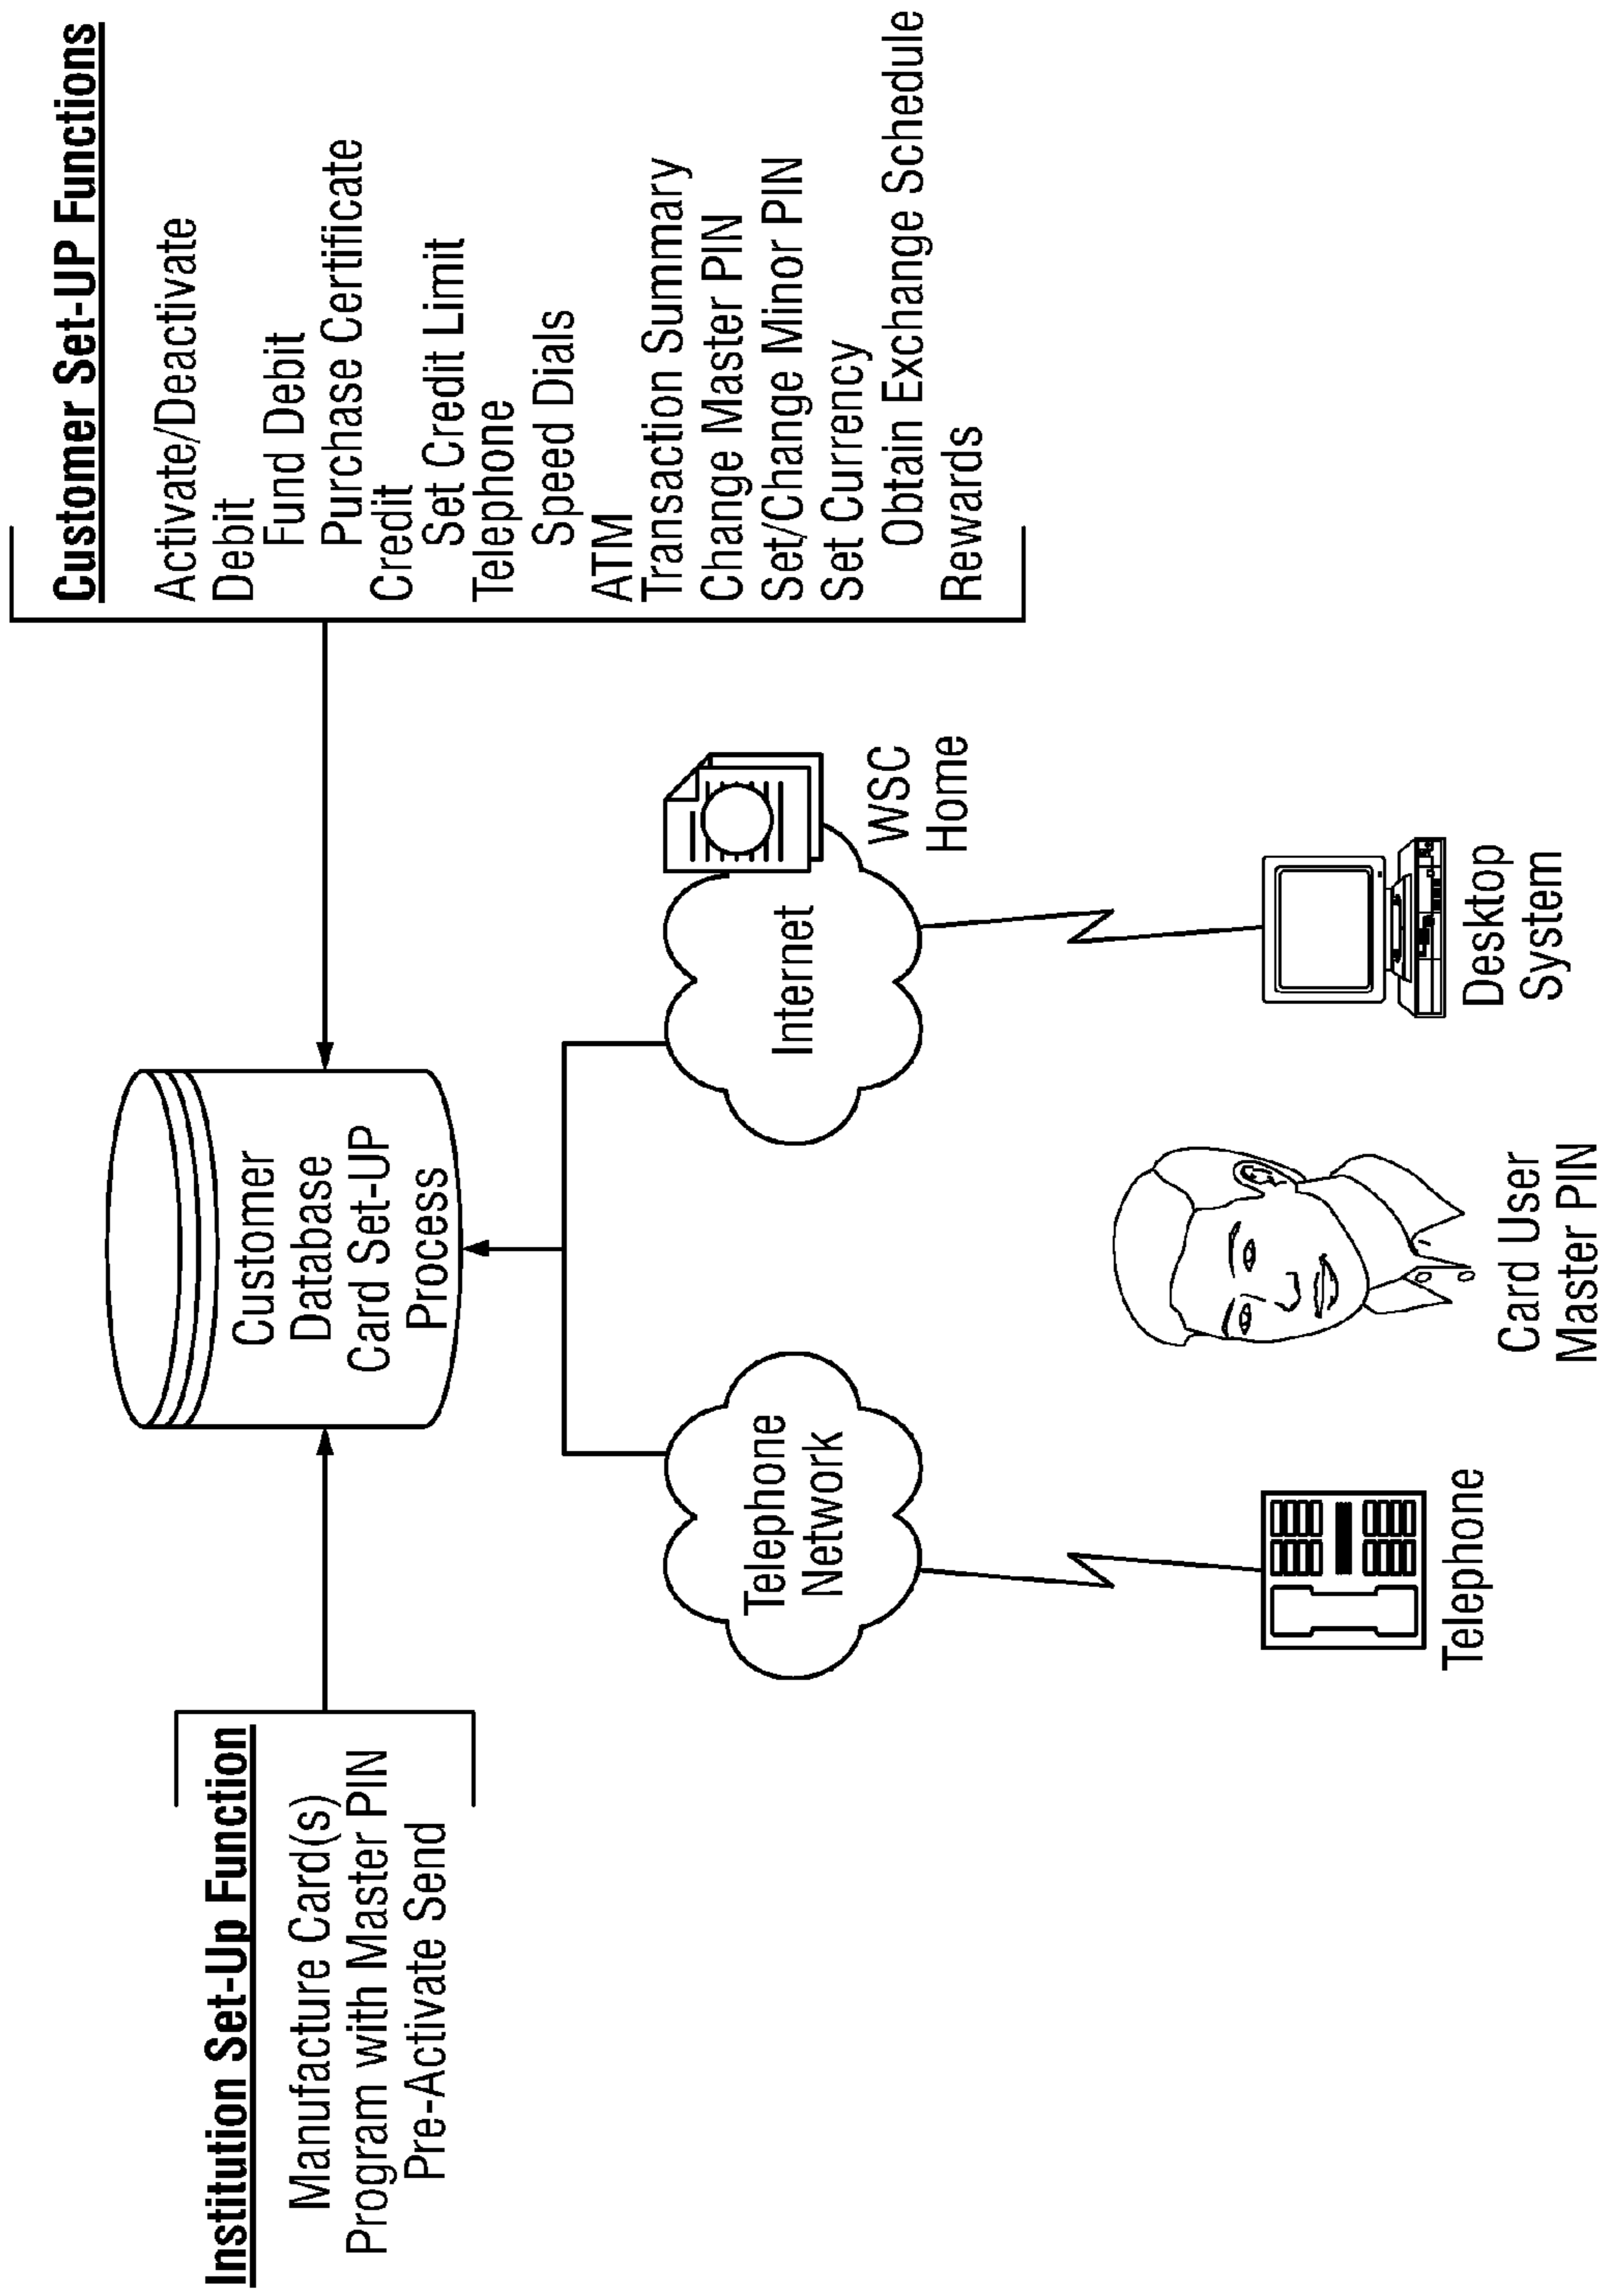 Institution Set-Up Function
Manufacture Card(s)
Program with Master PIN
Pre-Activate Send
Customer
Database
Card Set-UP
Process
Customer Set-UP Functions
Activate/Deactivate
Debit
Fund Debit
Purchase Certificate
Credit
Set Credit Limit
Telephone
Speed Dials
ATM
Transaction Summary
Change Master PIN
Set/Change Minor PIN
Set Currency
Obtain Exchange Schedule
Rewards
Telephone
Network
Internet
WSC
Home
Telephone
Card User
Master PIN
Desktop
System